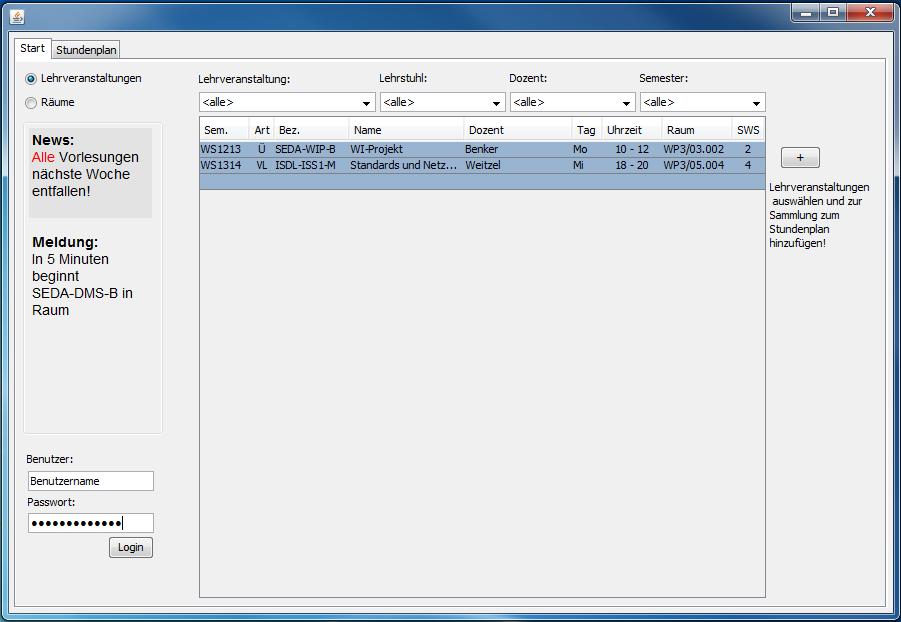 Start Stundenplan
Lehrveranstaltungen
Räume
News:
Alle Vorlesungen
nächste Woche
entfallen!
Meldung:
In 5 Minuten
beginnt
SEDA-DMS-B in
Raum
Benutzer:
Benutzername
Passwort:
●●●●●●●●●●●●●
Login
Lehrveranstaltung: Lehrstuhl: Dozent: Semester:
<alle> <alle> <alle> <alle>
Sem. Art Bez. Name Dozent Tag Uhrzeit Raum SWS
WS1213 Ü SEDA-WIP-B WI-Projekt Benker Mo 10 - 12 WP3/03.002 2
WS1314 VL ISDL-ISS1-M Standards und Netz... Weitzel Mi 18 - 20 WP3/05.004 4
+
Lehrveranstaltungen
auswählen und zur
Sammlung zum
Stundenplan
hinzufügen!